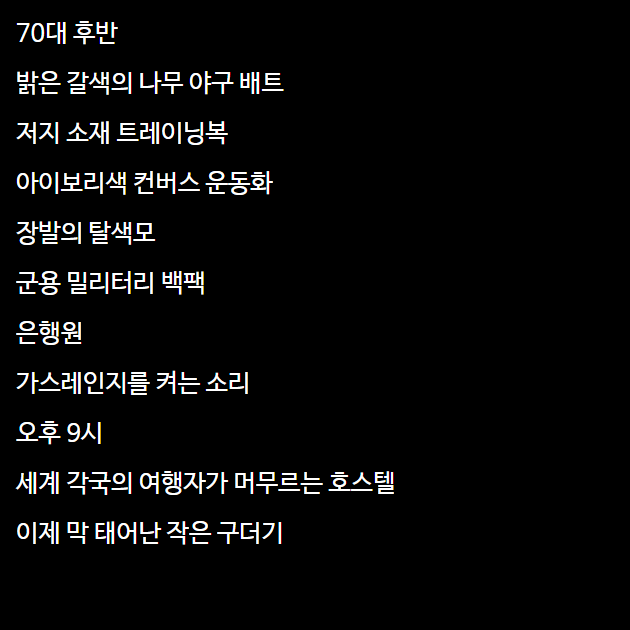 70대 후반
밝은 갈색의 나무 야구 배트
저지 소재 트레이닝복
아이보리색 컨버스 운동화
장발의 탈색모
군용 밀리터리 백팩
은행원
가스레인지를 켜는 소리
오후 9시
세계 각국의 여행자가 머무르는 호스텔
이제 막 태어난 작은 구더기